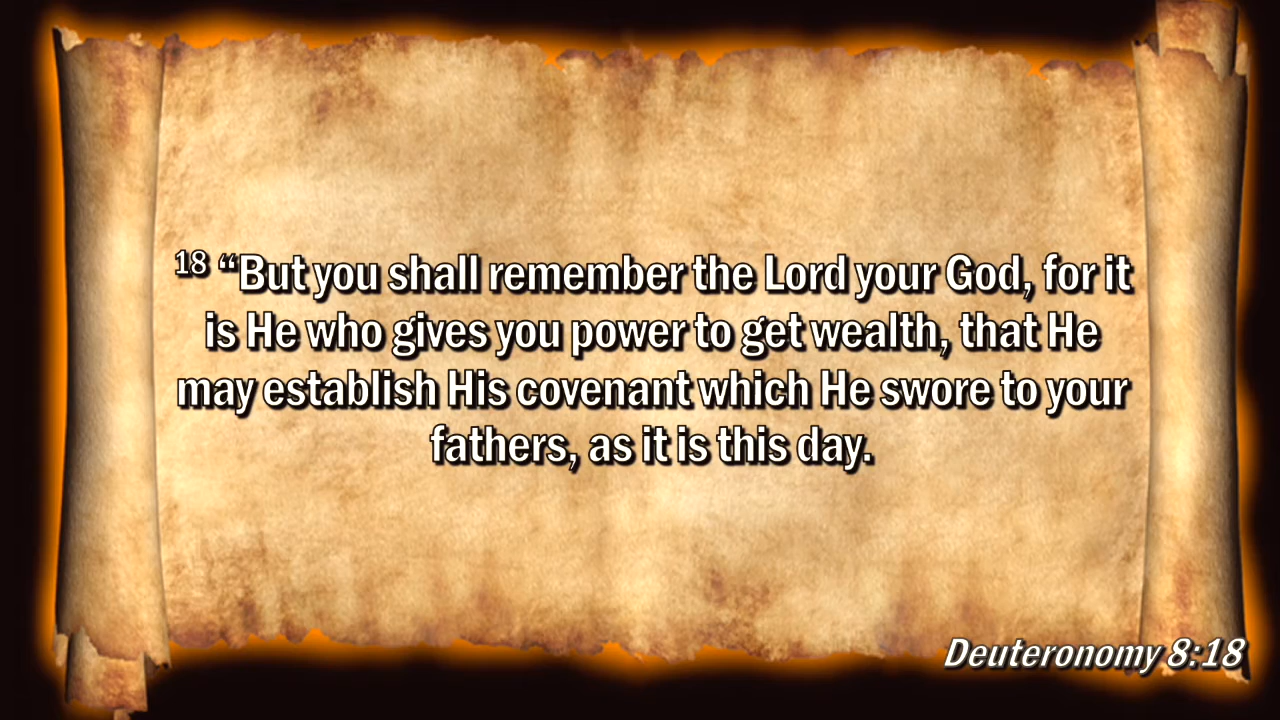 18 “But you shall remember the Lord your God, for it
is He who gives you power to get wealth, that He
may establish His covenant which He swore to your
fathers, as it is this day.
Deuteronomy 8:18